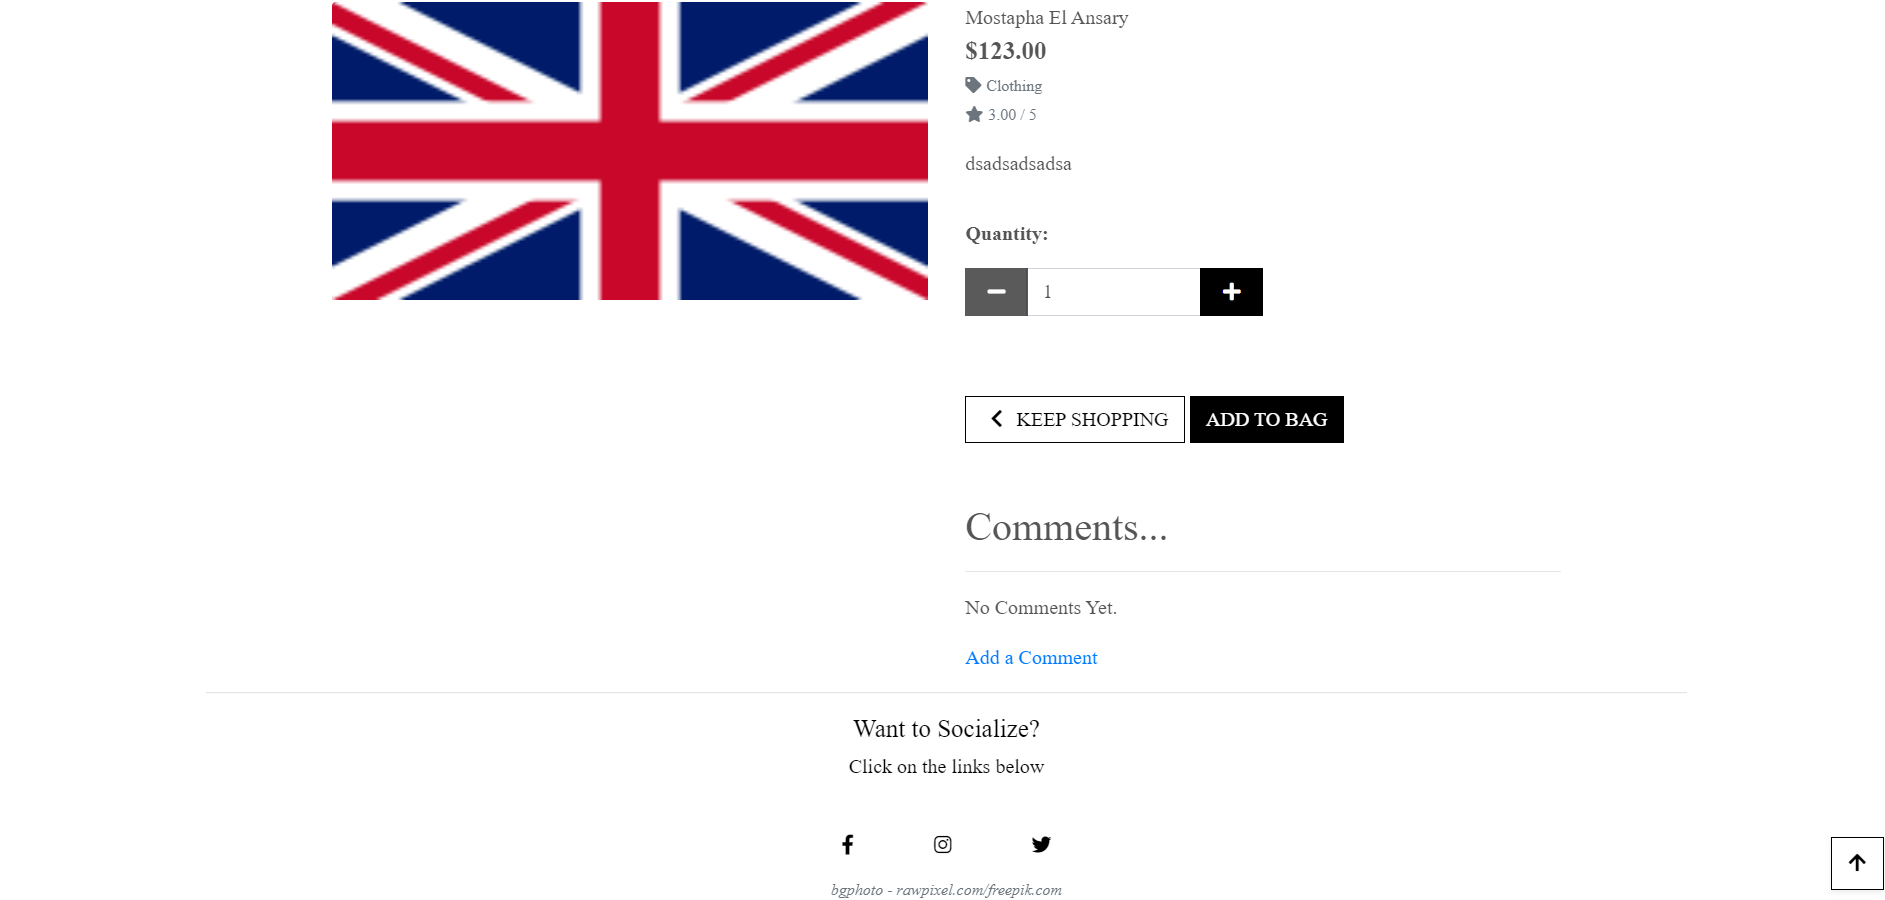 Mostapha El Ansary
$123.00
Clothing
3.00 / 5
dsadsadsadsa
Quantity:
1
KEEP SHOPPING
ADD TO BAG
Comments...
No Comments Yet.
Add a Comment
Want to Socialize?
Click on the links below
bgphoto - rawpixel.com/freepik.com